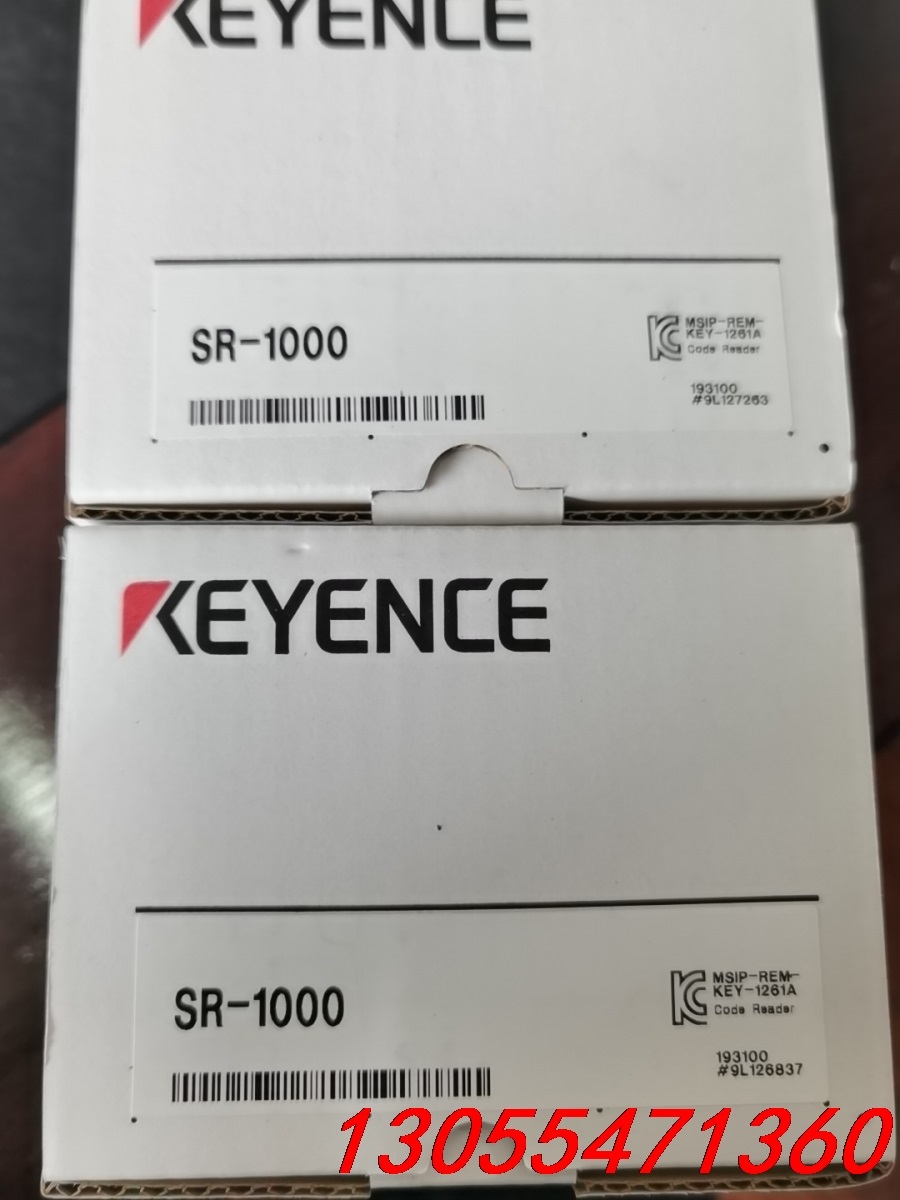 KEYENCE
SR-1000
MSIP-REM-
KEY-1261A
Code Reader
193100
#9L127263
KEYENCE
SR-1000
MSIP-REM-
KEY-1261A
Code Reader
193100
#9L126837
13055471360